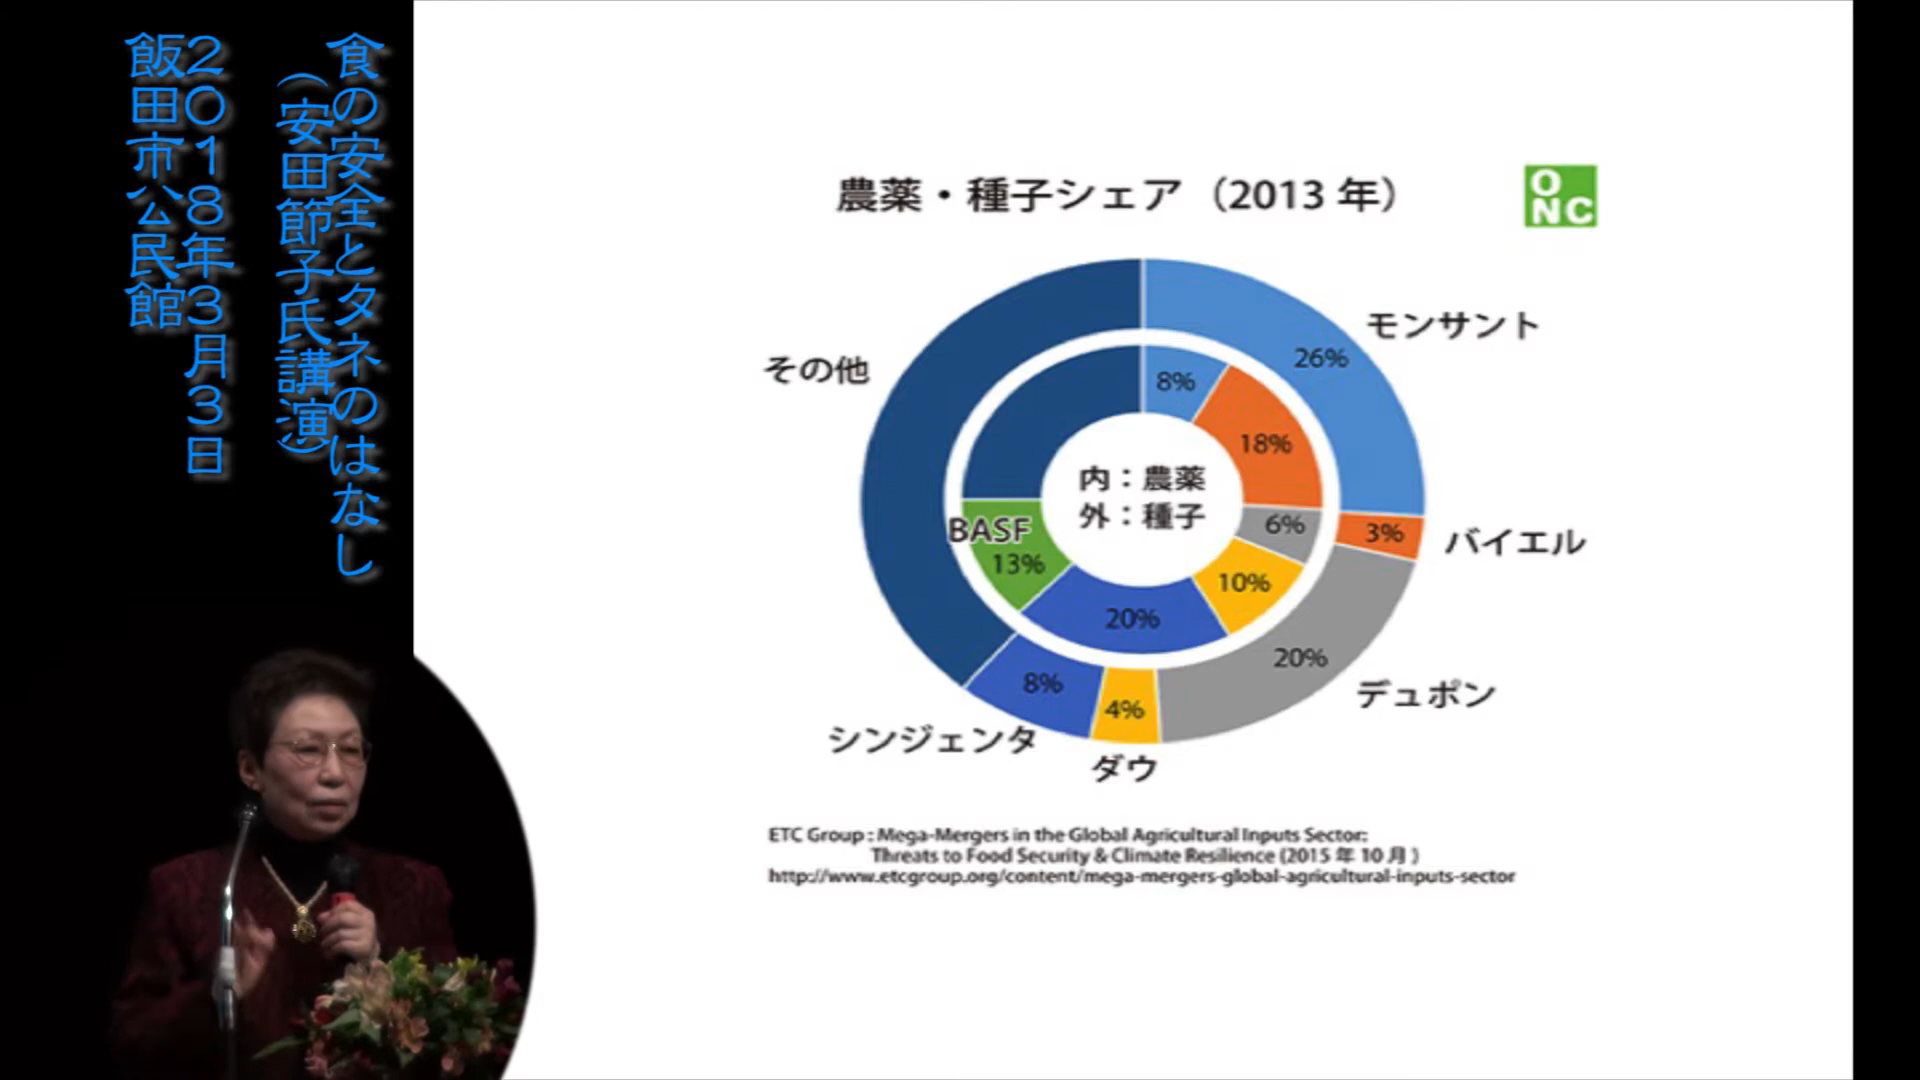 食の安全とタネのはなし
（安田節子氏講演）
２０１８年３月３日
飯田市公民館
農薬・種子シェア（2013 年）
O
NC
モンサント
26%
その他
8%
18%
内：農薬
外：種子
BASF
13%
6%
3%
バイエル
10%
20%
20%
デュポン
8%
4%
シンジェンタ
ダウ
ETC Group : Mega-Mergers in the Global Agricultural Inputs Sector:
Threats to Food Security & Climate Resilience (2015 年 10 月 )
http://www.etcgroup.org/content/mega-mergers-global-agricultural-inputs-sector